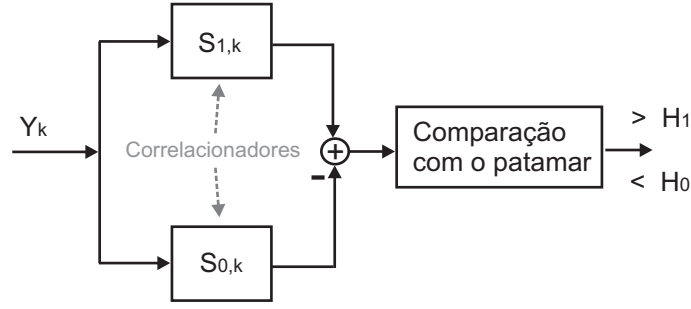 S1,k
Yk
Correlacionadores
+
-
Comparação
com o patamar
> H1
< H0
S0,k